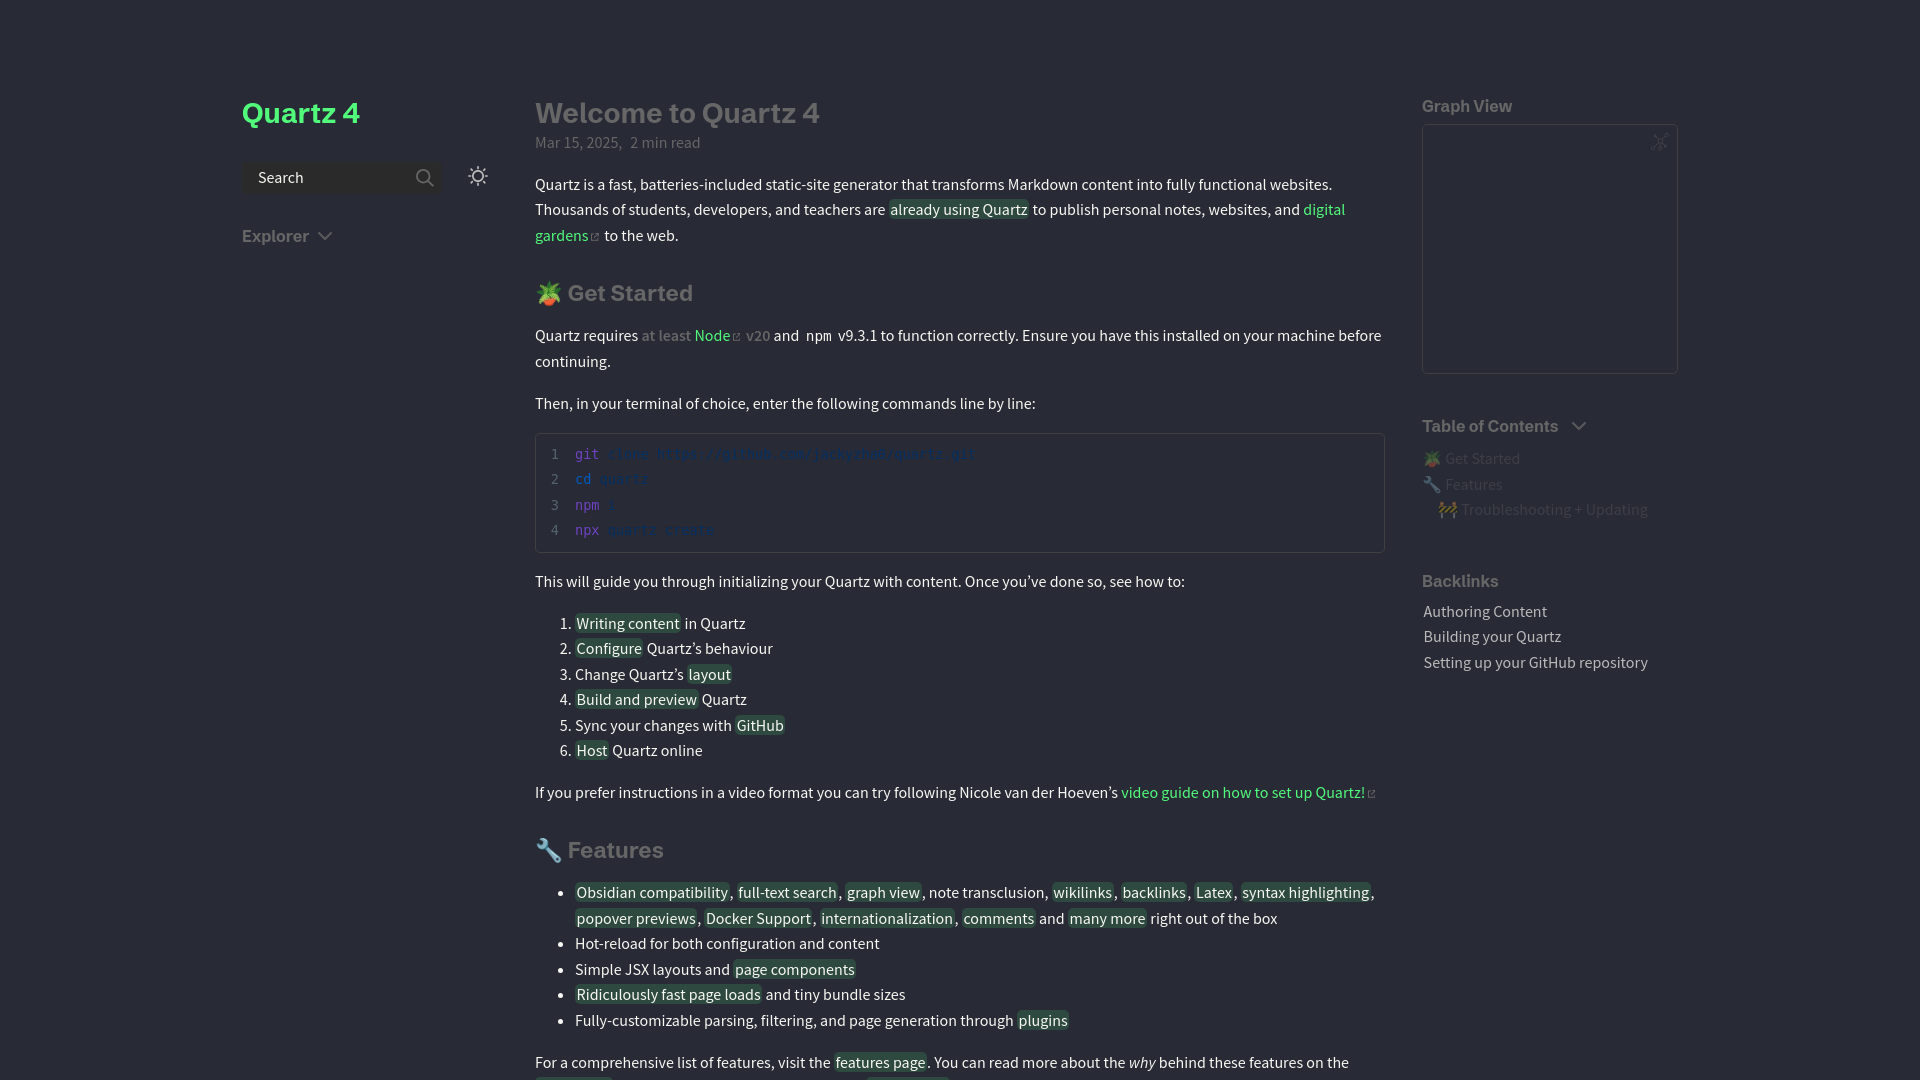 Quartz 4
Search
Explorer
Welcome to Quartz 4
Mar 15, 2025, 2 min read
Quartz is a fast, batteries-included static-site generator that transforms Markdown content into fully functional websites.
Thousands of students, developers, and teachers are already using Quartz to publish personal notes, websites, and digital
gardens to the web.
🪴 Get Started
Quartz requires at least Node v20 and npm v9.3.1 to function correctly. Ensure you have this installed on your machine before
continuing.
Then, in your terminal of choice, enter the following commands line by line:
1 git clone https://github.com/jackyzha0/quartz.git
2 cd quartz
3 npm i
4 npx quartz create
This will guide you through initializing your Quartz with content. Once you’ve done so, see how to:
1. Writing content in Quartz
2. Configure Quartz’s behaviour
3. Change Quartz’s layout
4. Build and preview Quartz
5. Sync your changes with GitHub
6. Host Quartz online
If you prefer instructions in a video format you can try following Nicole van der Hoeven’s video guide on how to set up Quartz!
🔧 Features
• Obsidian compatibility, full-text search, graph view, note transclusion, wikilinks, backlinks, Latex, syntax highlighting,
popover previews, Docker Support, internationalization, comments and many more right out of the box
• Hot-reload for both configuration and content
• Simple JSX layouts and page components
• Ridiculously fast page loads and tiny bundle sizes
• Fully-customizable parsing, filtering, and page generation through plugins
For a comprehensive list of features, visit the features page. You can read more about the why behind these features on the
Graph View
Table of Contents
🪴 Get Started
🔧 Features
🚧 Troubleshooting + Updating
Backlinks
Authoring Content
Building your Quartz
Setting up your GitHub repository